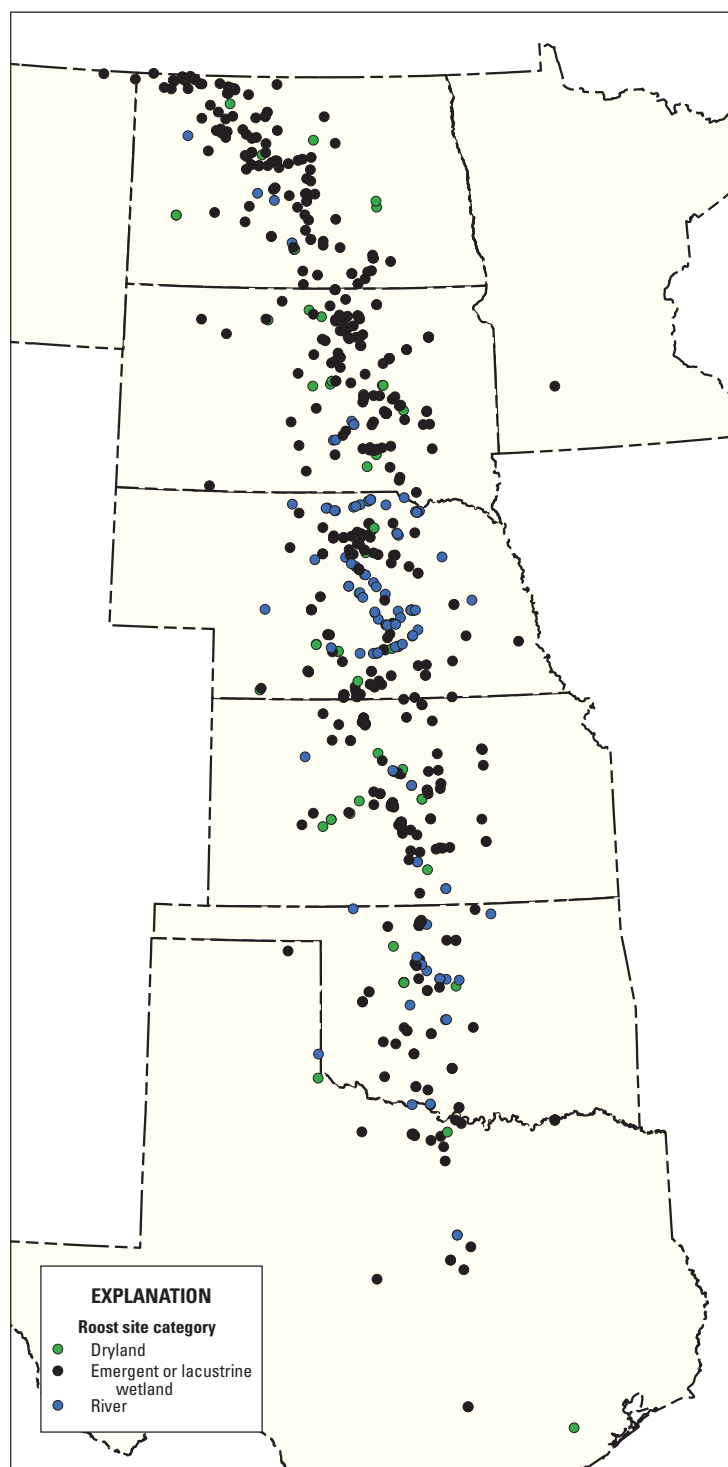 EXPLANATION
Roost site category
Dryland
Emergent or lacustrine
wetland
River